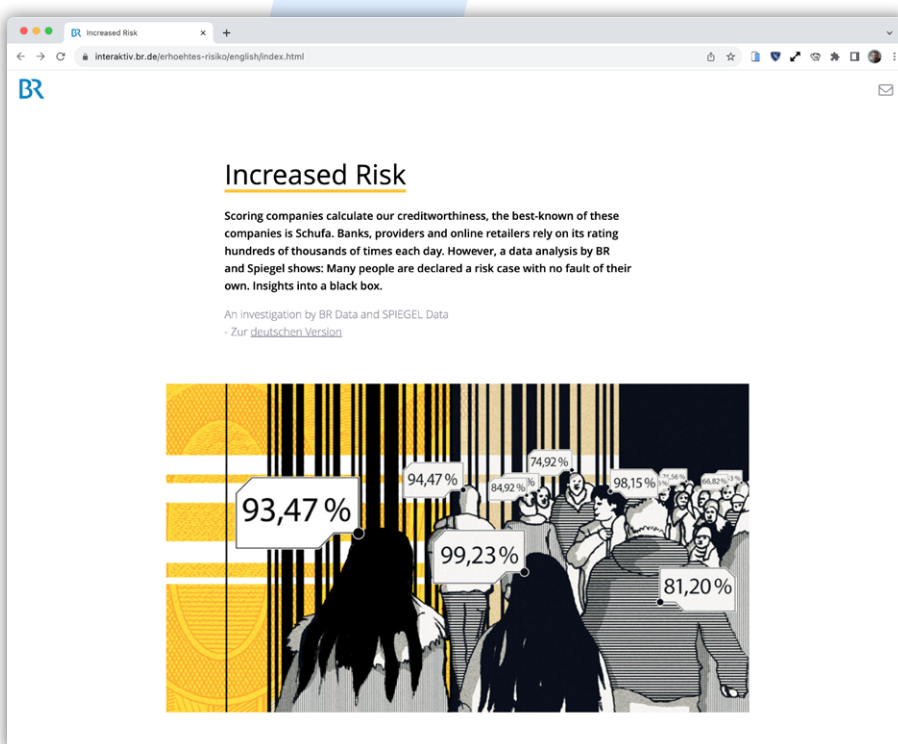 BR Increased Risk
interaktiv.br.de/erhoehtes-risiko/english/index.html
BR
Increased Risk
Scoring companies calculate our creditworthiness, the best-known of these
companies is Schufa. Banks, providers and online retailers rely on its rating
hundreds of thousands of times each day. However, a data analysis by BR
and Spiegel shows: Many people are declared a risk case with no fault of their
own. Insights into a black box.
An investigation by BR Data and SPIEGEL Data
- Zur deutschen Version
74,92%
94,47%
84,92%
98,15%
66,82%
93,47%
99,23%
81,20%